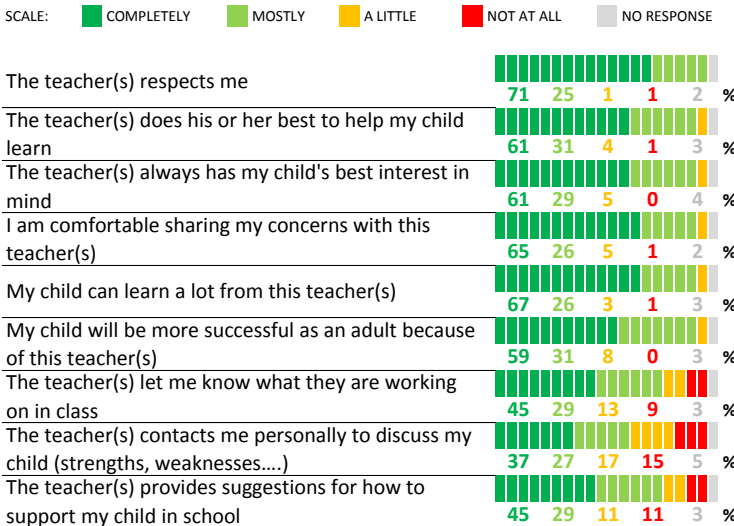 SCALE: COMPLETELY MOSTLY A LITTLE NOT AT ALL NO RESPONSE
The teacher(s) respects me
71 25 1 1 2 %
The teacher(s) does his or her best to help my child
learn
61 31 4 1 3 %
The teacher(s) always has my child's best interest in
mind
61 29 5 0 4 %
I am comfortable sharing my concerns with this
teacher(s)
65 26 5 1 2 %
My child can learn a lot from this teacher(s)
67 26 3 1 3 %
My child will be more successful as an adult because
of this teacher(s)
59 31 8 0 3 %
The teacher(s) let me know what they are working
on in class
45 29 13 9 3 %
The teacher(s) contacts me personally to discuss my
child (strengths, weaknesses....)
37 27 17 15 5 %
The teacher(s) provides suggestions for how to
support my child in school
45 29 11 11 3 %